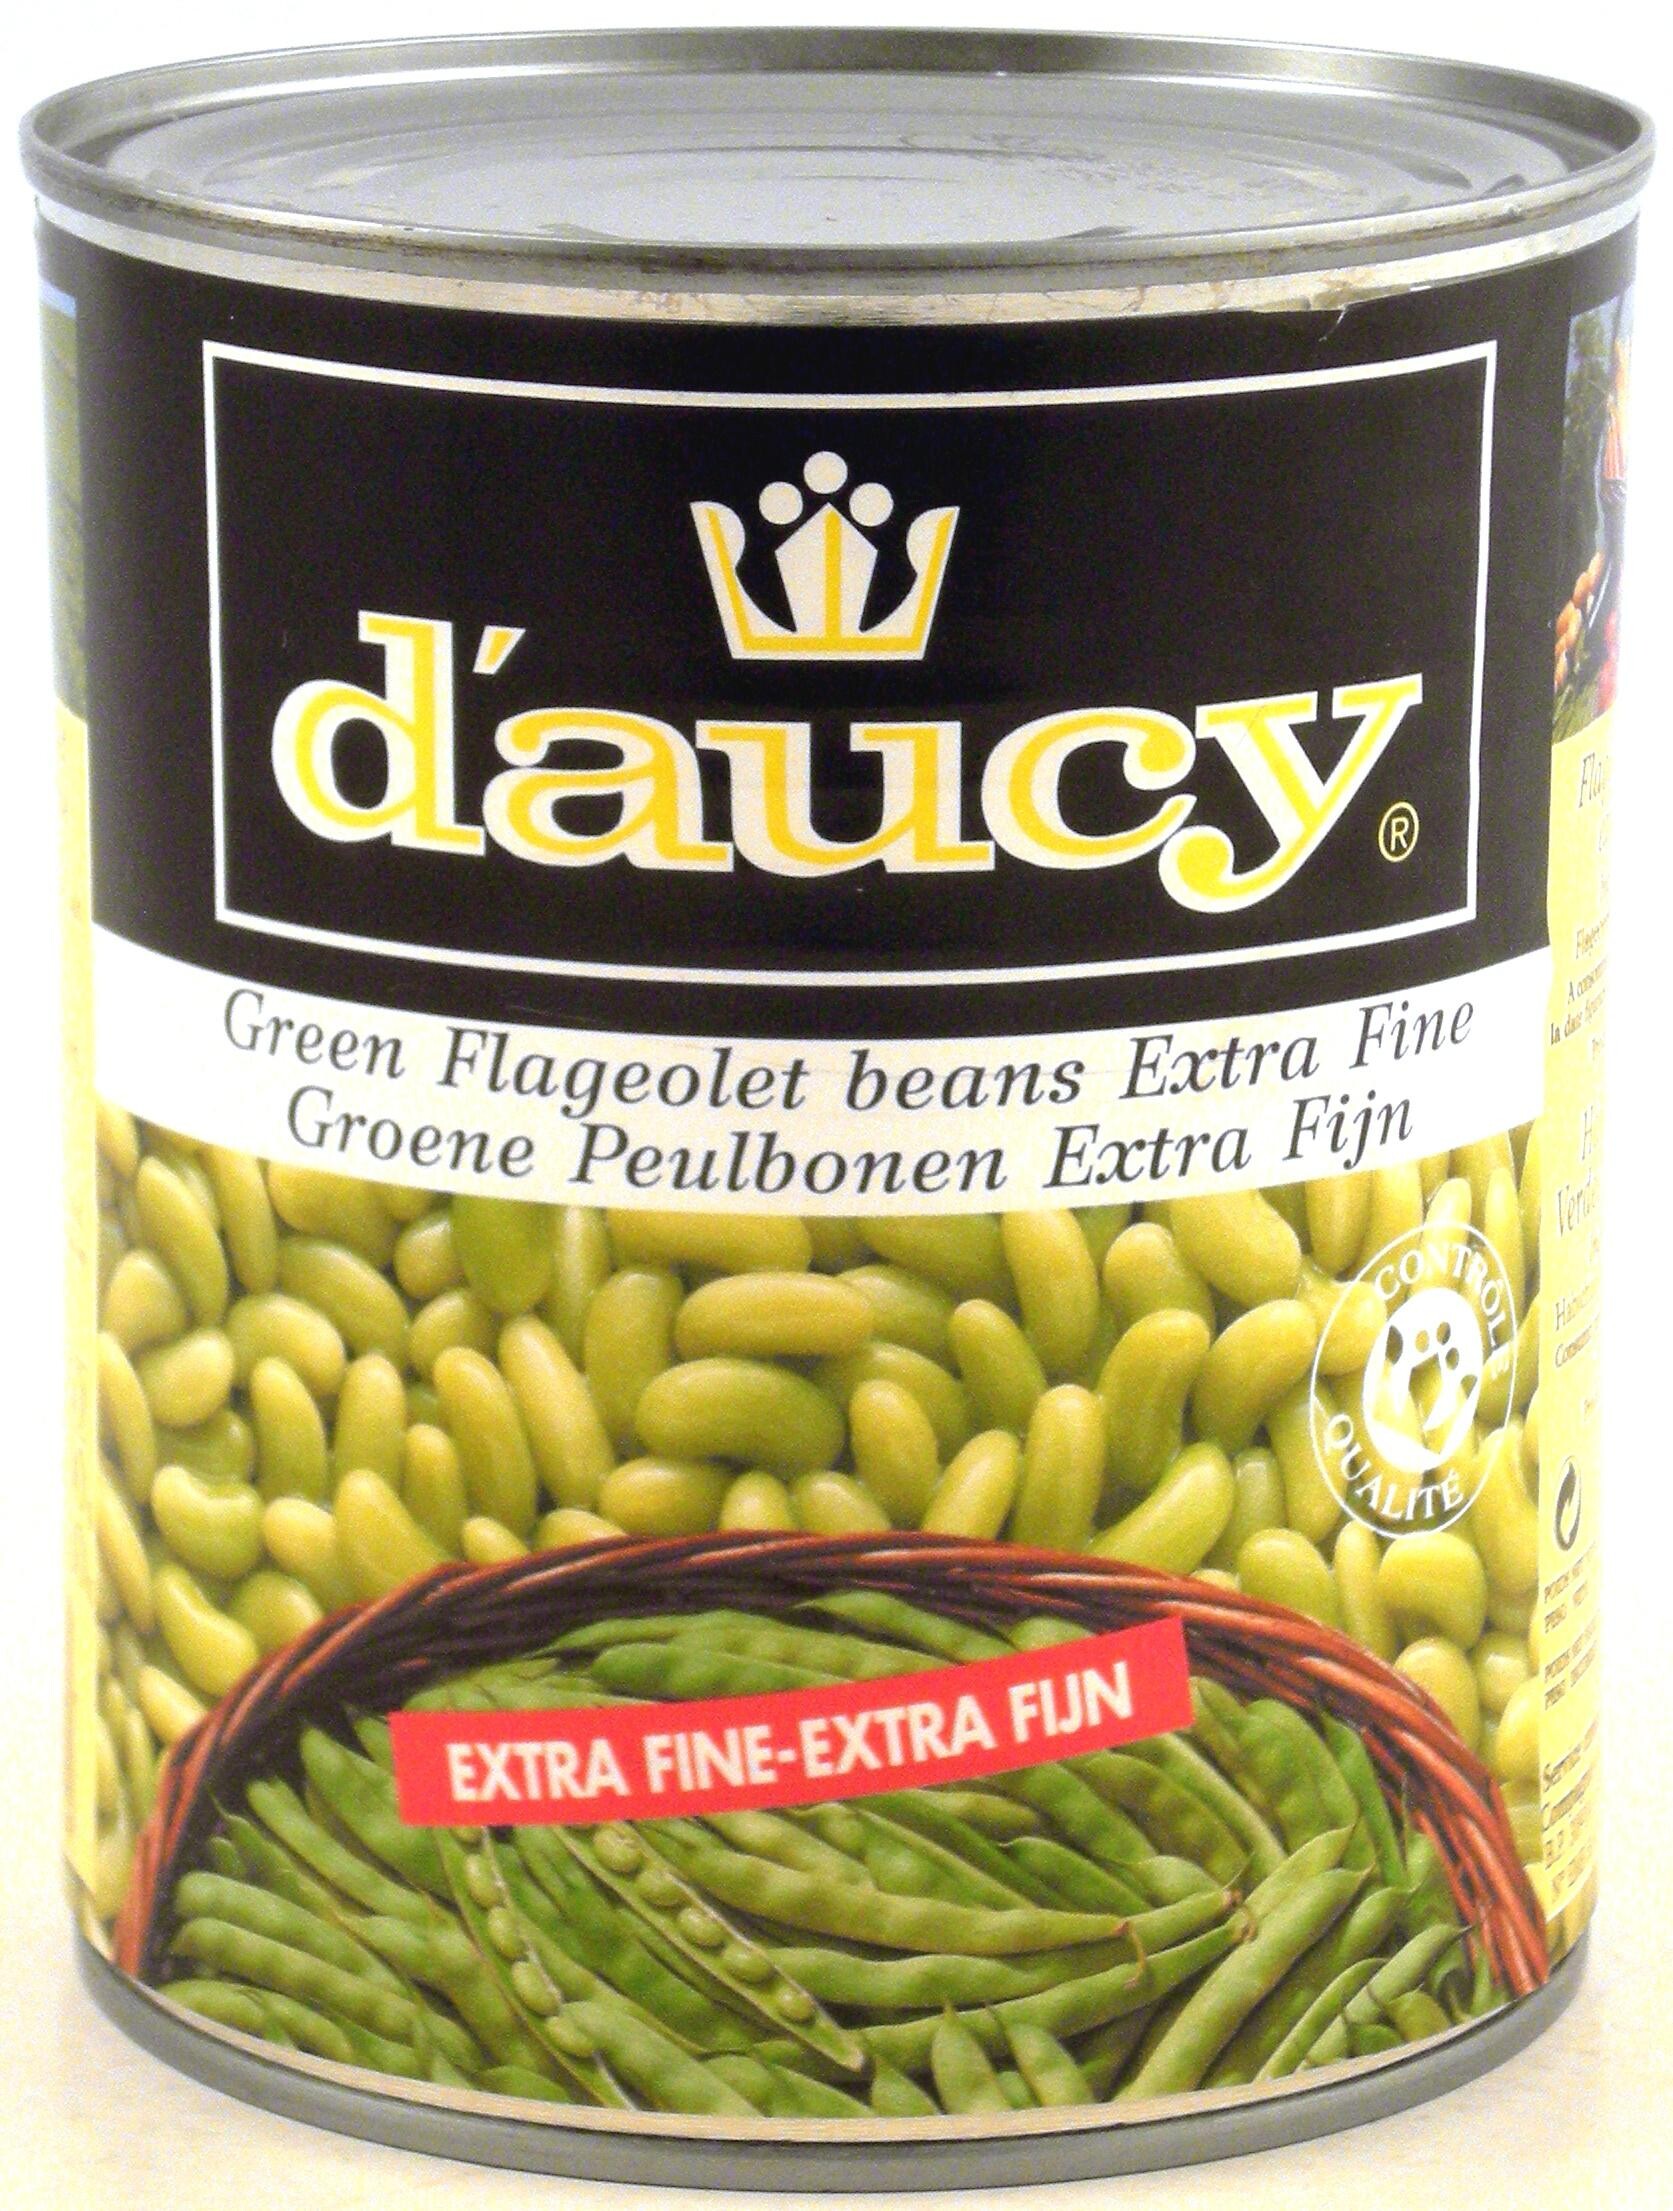 d'aucy®
Green Flageolet beans Extra Fine
Groene Peulbonen Extra Fijn
CONTRÔLE
QUALITÉ
EXTRA FINE-EXTRA FIJN